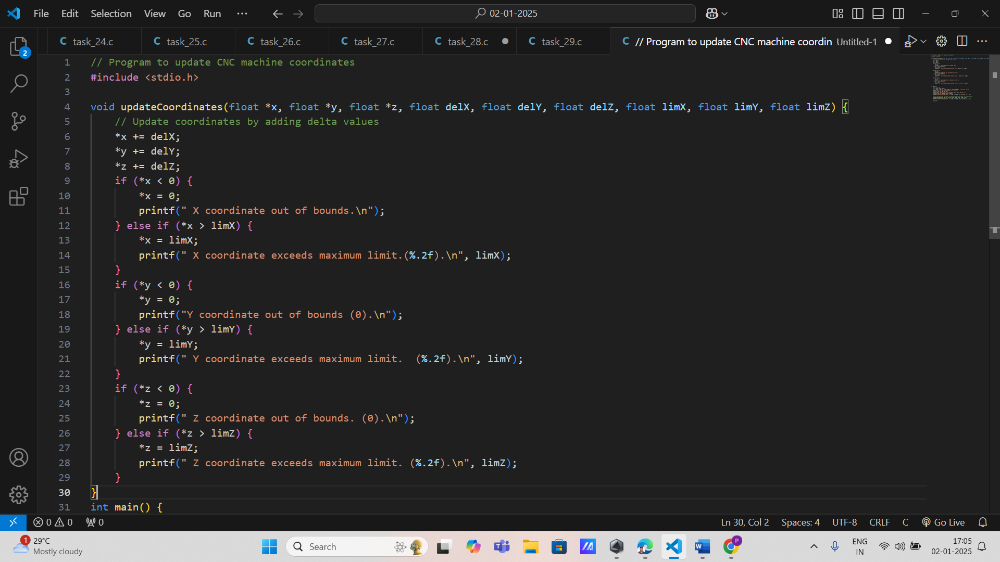 File Edit Selection View Go Run ··· 02-01-2025
task_24.c task_25.c task_26.c task_27.c task_28.c task_29.c // Program to update CNC machine coordin Untitled-1
2
1 // Program to update CNC machine coordinates
2 #include <stdio.h>
3
4 void updateCoordinates(float *x, float *y, float *z, float delX, float delY, float delZ, float limX, float limY, float limZ) {
5     // Update coordinates by adding delta values
6     *x += delX;
7     *y += delY;
8     *z += delZ;
9     if (*x < 0) {
10         *x = 0;
11         printf(" X coordinate out of bounds.\n");
12     } else if (*x > limX) {
13         *x = limX;
14         printf(" X coordinate exceeds maximum limit.(%.2f).\n", limX);
15     }
16     if (*y < 0) {
17         *y = 0;
18         printf("Y coordinate out of bounds (0).\n");
19     } else if (*y > limY) {
20         *y = limY;
21         printf(" Y coordinate exceeds maximum limit.  (%.2f).\n", limY);
22     }
23     if (*z < 0) {
24         *z = 0;
25         printf(" Z coordinate out of bounds. (0).\n");
26     } else if (*z > limZ) {
27         *z = limZ;
28         printf(" Z coordinate exceeds maximum limit. (%.2f).\n", limZ);
29     }
30 }
31 int main() {
0 0 0 Ln 30, Col 2 Spaces: 4 UTF-8 CRLF C Go Live
1 29°C
Mostly cloudy
Search
P
ENG
IN
17:05
02-01-2025